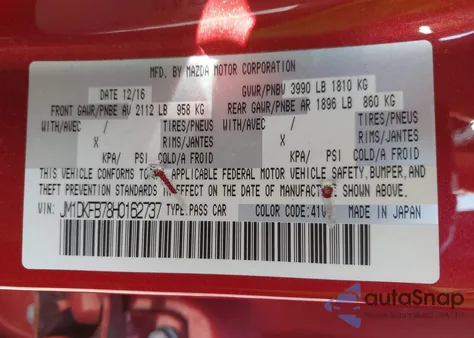 MFD. BY MAZDA MOTOR CORPORATION
DATE 12/16 GVWR/PNBV 3990 LB 1810 KG
FRONT GAWR/PNBE AV 2112 LB 958 KG REAR GAWR/PNBE AR 1896 LB 860 KG
WITH/AVEC / TIRES/PNEUS WITH/AVEC / TIRES/PNEUS
X RIMS/JANTES X RIMS/JANTES
KPA/ PSI COLD/A FROID KPA/ PSI COLD/A FROID
THIS VEHICLE CONFORMS TO APPLICABLE FEDERAL MOTOR VEHICLE SAFETY, BUMPER, AND
THEFT PREVENTION STANDARDS IN EFFECT ON THE DATE OF MANUFACTURE SHOWN ABOVE.
VIN: JM1DKFB78H0162737 TYPE: PASS CAR COLOR CODE: 41V MADE IN JAPAN
autoSnap